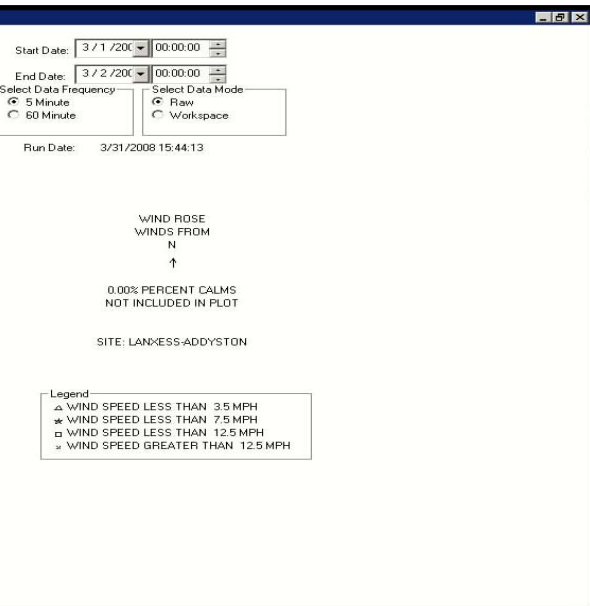 Start Date: 3 / 1 /200 00:00:00
End Date: 3 / 2 /200 00:00:00
Select Data Frequency
5 Minute
60 Minute
Select Data Mode
Raw
Workspace
Run Date: 3/31/2008 15:44:13
WIND ROSE
WINDS FROM
N
↑
0.00% PERCENT CALMS
NOT INCLUDED IN PLOT
SITE: LANXESS-ADDYSTON
Legend
WIND SPEED LESS THAN 3.5 MPH
WIND SPEED LESS THAN 7.5 MPH
WIND SPEED LESS THAN 12.5 MPH
WIND SPEED GREATER THAN 12.5 MPH